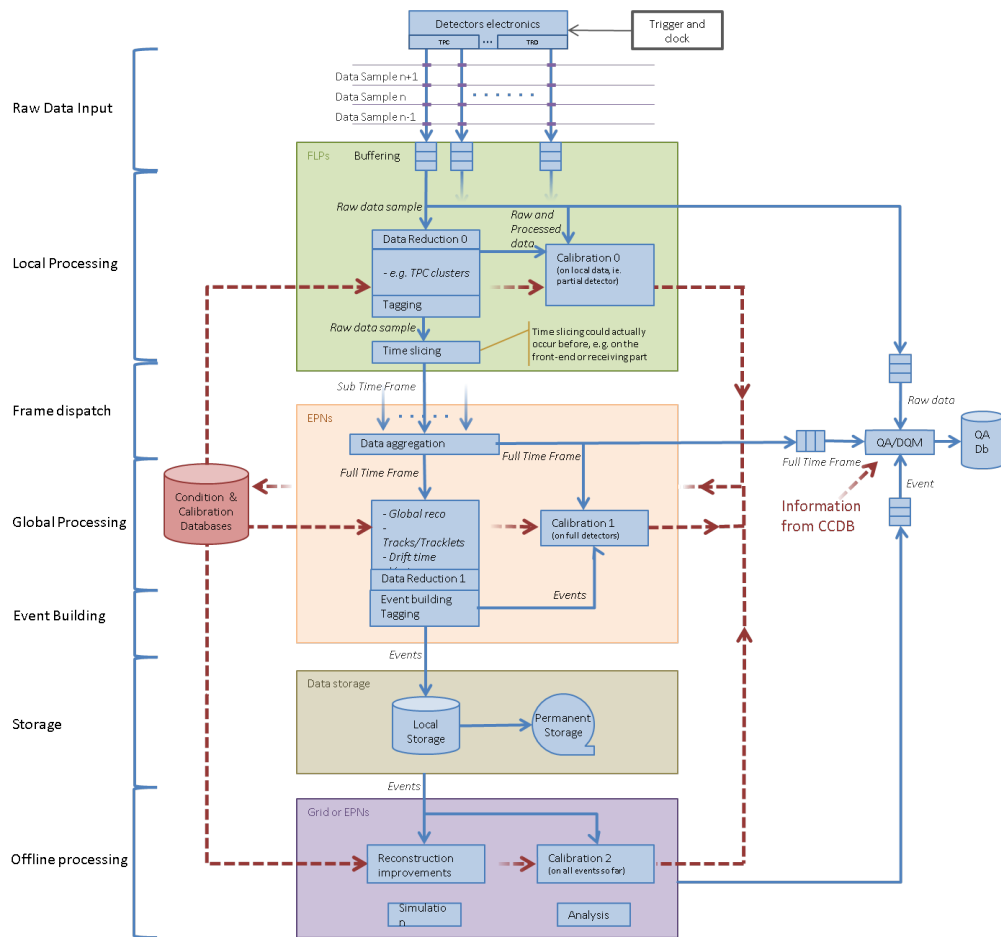 Detectors electronics
TPC
...
TRD
Trigger and
clock
Data Sample n+1
Data Sample n
Data Sample n-1
Raw Data Input
FLPs
Buffering
Raw data sample
Raw and
Processed
data
Data Reduction 0
- e.g. TPC clusters
Tagging
Calibration 0
(on local data, ie.
partial detector)
Local Processing
Raw data sample
Time slicing
Time slicing could actually
occur before, e.g. on the
front-end or receiving part
Sub Time Frame
Frame dispatch
EPNs
Data aggregation
Full Time Frame
Full Time Frame
Full Time Frame
Raw data
QA/DQM
QA
Db
Event
Information
from CCDB
Condition &
Calibration
Databases
Global Processing
- Global reco
-
Tracks/Tracklets
- Drift time
Data Reduction 1
Event building
Tagging
Calibration 1
(on full detectors)
Events
Event Building
Events
Data storage
Local
Storage
Permanent
Storage
Storage
Events
Grid or EPNs
Reconstruction
improvements
Calibration 2
(on all events so far)
Offline processing
Simulatio
n
Analysis